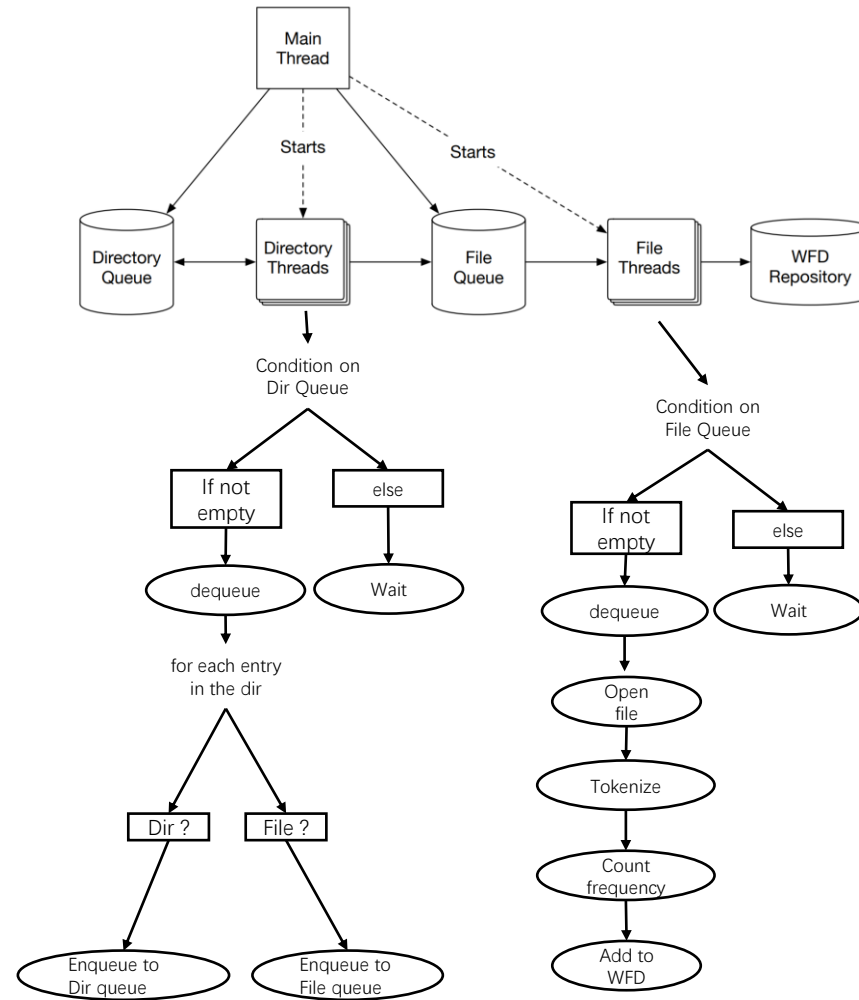 Main
Thread
Starts
Starts
Directory
Queue
Directory
Threads
File
Queue
File
Threads
WFD
Repository
Condition on
Dir Queue
If not
empty
else
dequeue
Wait
for each entry
in the dir
Dir ?
File ?
Enqueue to
Dir queue
Enqueue to
File queue
Condition on
File Queue
If not
empty
else
dequeue
Wait
Open
file
Tokenize
Count
frequency
Add to
WFD